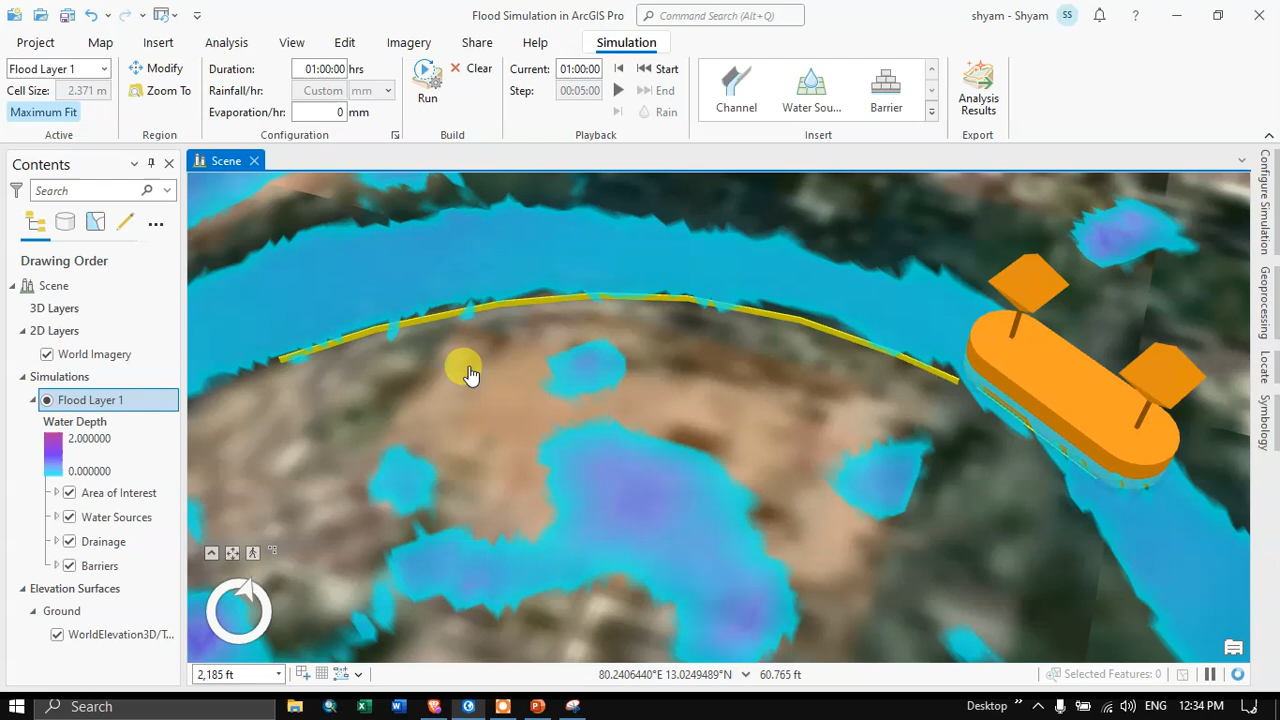 Flood Simulation in ArcGIS Pro
Command Search (Alt+Q)
shyam - Shyam
SS
Project
Map
Insert
Analysis
View
Edit
Imagery
Share
Help
Simulation
Flood Layer 1
Cell Size: 2.371 m
Maximum Fit
Active
Modify
Zoom To
Region
Duration: 01:00:00 hrs
Rainfall/hr: Custom mm
Evaporation/hr: 0 mm
Configuration
Run
Clear
Build
Current: 01:00:00
Step: 00:05:00
Start
End
Rain
Playback
Channel
Water Sou...
Barrier
Insert
Analysis
Results
Export
Contents
Search
Drawing Order
Scene
3D Layers
2D Layers
World Imagery
Simulations
Flood Layer 1
Water Depth
2.000000
0.000000
Area of Interest
Water Sources
Drainage
Barriers
Elevation Surfaces
Ground
WorldElevation3D/T...
Scene
Configure Simulation
Geoprocessing
Locate
Symbology
2,185 ft
80.2406440°E 13.0249489°N
60.765 ft
Selected Features: 0
Search
Desktop
ENG
12:34 PM